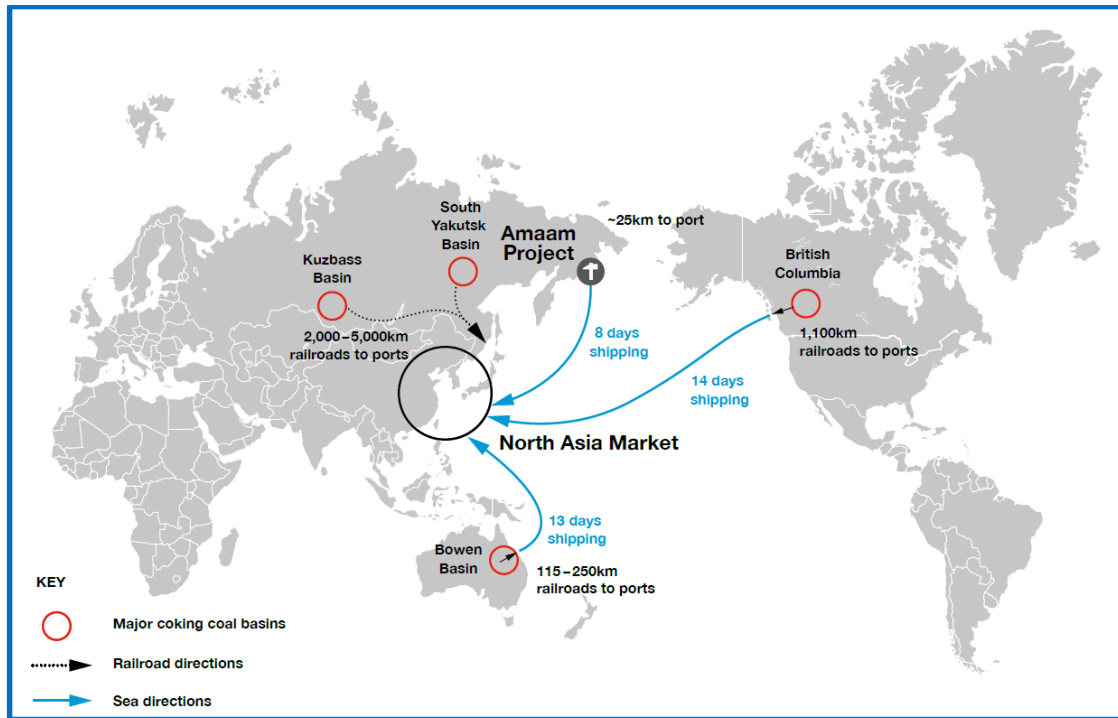 South
Yakutsk
Basin
Amaam
Project
~25km to port
Kuzbass
Basin
British
Columbia
2,000–5,000km
railroads to ports
8 days
shipping
1,100km
railroads to ports
14 days
shipping
North Asia Market
13 days
shipping
Bowen
Basin
115–250km
railroads to ports
KEY
Major coking coal basins
Railroad directions
Sea directions